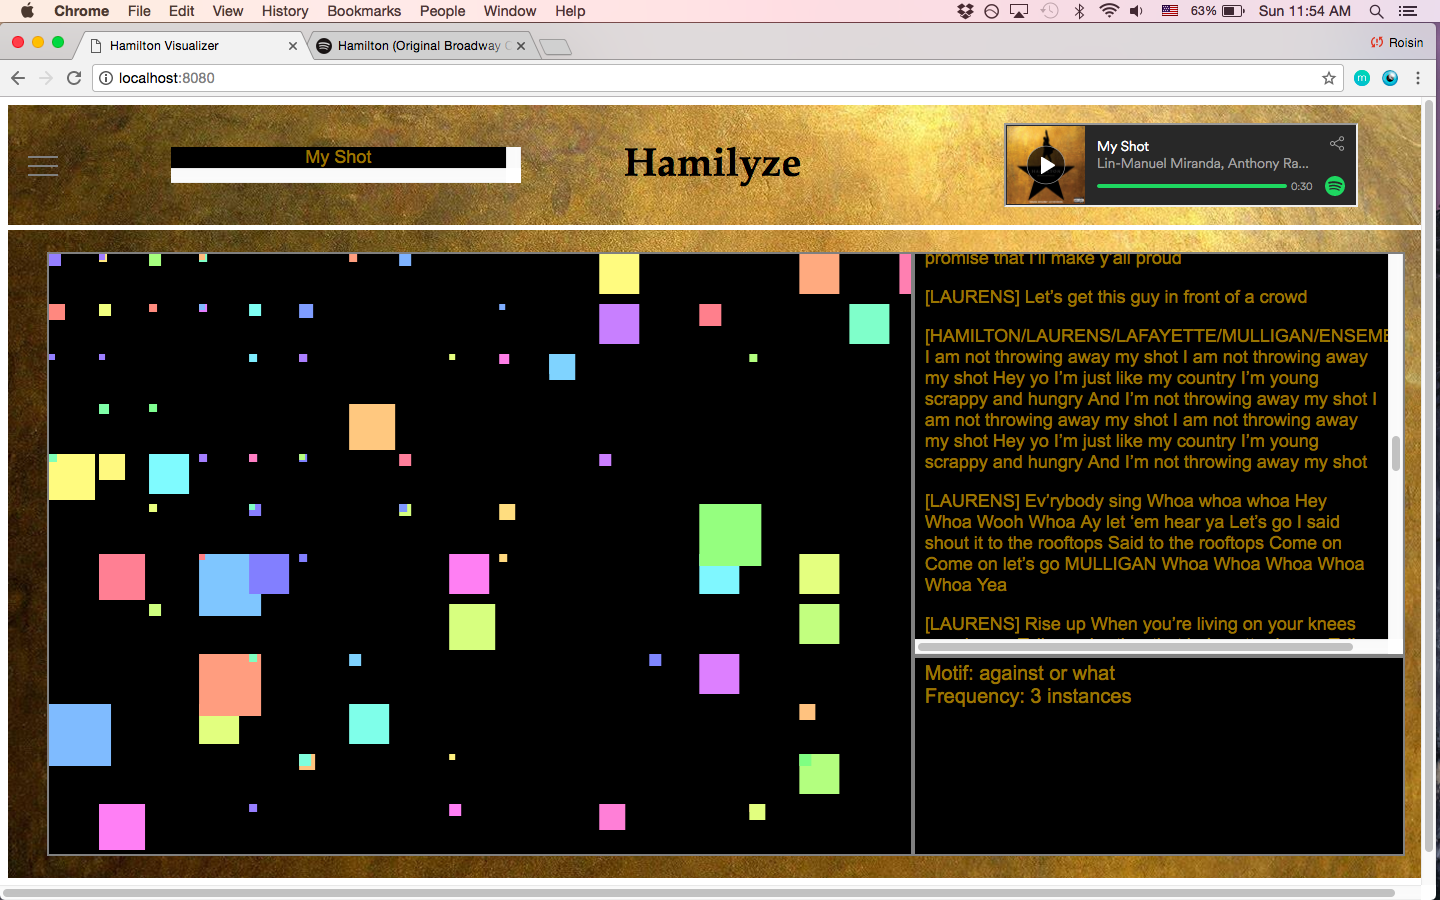 Chrome File Edit View History Bookmarks People Window Help 63% Sun 11:54 AM
Hamilton Visualizer
Hamilton (Original Broadway
Roisin
localhost:8080
My Shot
Hamilyze
My Shot
Lin-Manuel Miranda, Anthony Ra...
0:30
promise that I'll make y'all proud
[LAURENS] Let's get this guy in front of a crowd
[HAMILTON/LAURENS/LAFAYETTE/MULLIGAN/ENSEME
I am not throwing away my shot I am not throwing away
my shot Hey yo I'm just like my country I'm young
scrappy and hungry And I'm not throwing away my shot I
am not throwing away my shot I am not throwing away
my shot Hey yo I'm just like my country I'm young
scrappy and hungry And I'm not throwing away my shot
[LAURENS] Ev'rybody sing Whoa whoa whoa Hey
Whoa Wooh Whoa Ay let 'em hear ya Let's go I said
shout it to the rooftops Said to the rooftops Come on
Come on let's go MULLIGAN Whoa Whoa Whoa Whoa
Whoa Yea
[LAURENS] Rise up When you're living on your knees
Motif: against or what
Frequency: 3 instances